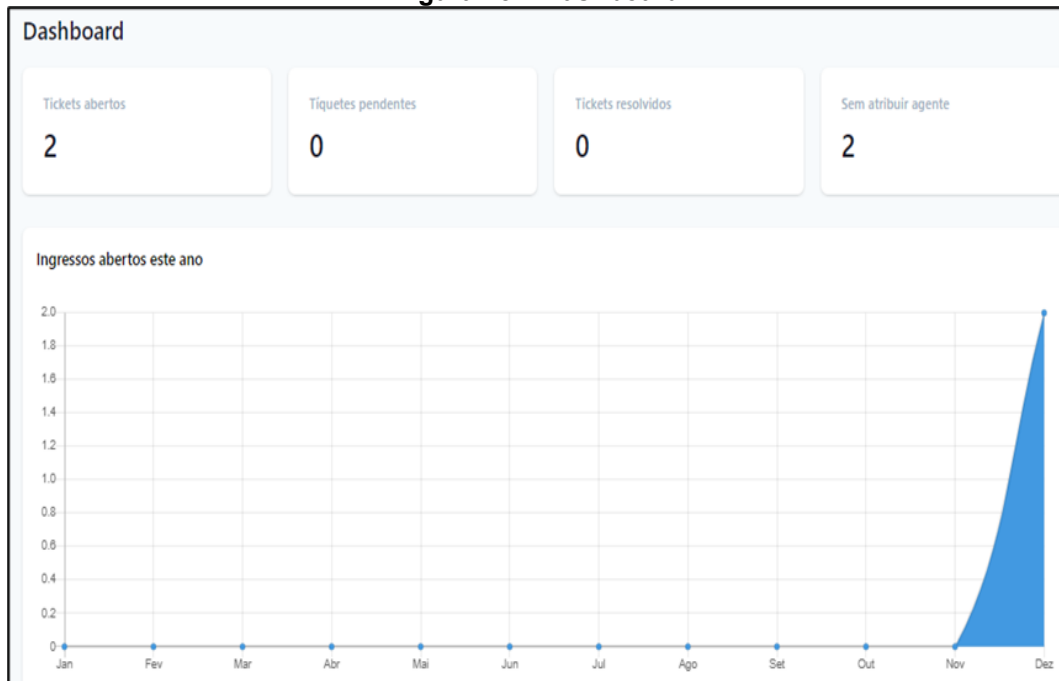 Dashboard
Tickets abertos
Tíquetes pendentes
Tickets resolvidos
Sem atribuir agente
2
0
0
2
Ingressos abertos este ano
2.0
1.8
1.6
1.4
1.2
1.0
0.8
0.6
0.4
0.2
0
Jan Fev Mar Abr Mai Jun Jul Ago Set Out Nov Dez